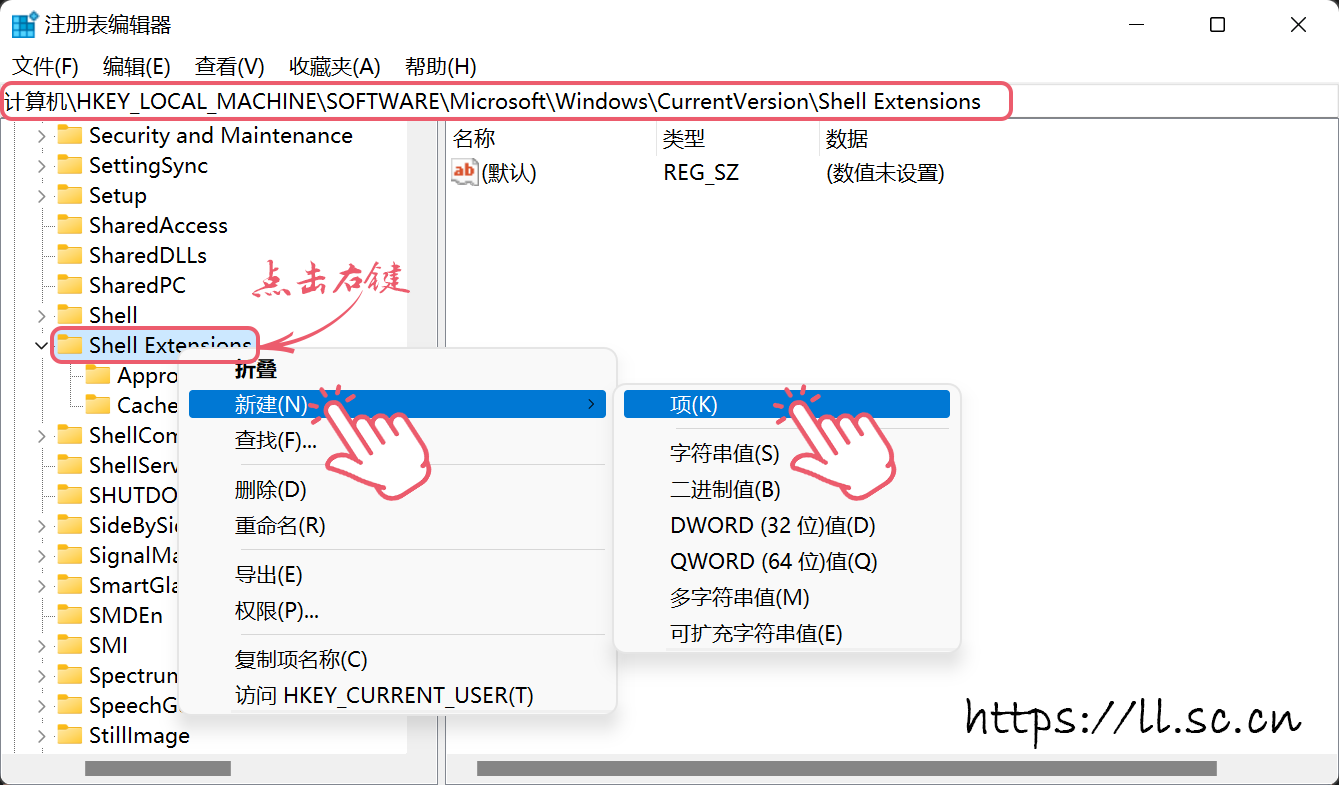 注册表编辑器
文件(F) 编辑(E) 查看(V) 收藏夹(A) 帮助(H)
计算机\HKEY_LOCAL_MACHINE\SOFTWARE\Microsoft\Windows\CurrentVersion\Shell Extensions
Security and Maintenance
SettingSync
Setup
SharedAccess
SharedDLLs
SharedPC
Shell
Shell Extensions
Appro
Cache
ShellCom
ShellServ
SHUTDO
SideBySi
SignalMa
SmartGla
SMDEn
SMI
Spectrum
SpeechG
StillImage
点击右键
名称 类型 数据
ab (默认) REG_SZ (数值未设置)
折叠
新建(N)
查找(F)...
删除(D)
重命名(R)
导出(E)
权限(P)...
复制项名称(C)
访问 HKEY_CURRENT_USER(T)
项(K)
字符串值(S)
二进制值(B)
DWORD (32 位)值(D)
QWORD (64 位)值(Q)
多字符串值(M)
可扩充字符串值(E)
https://ll.sc.cn